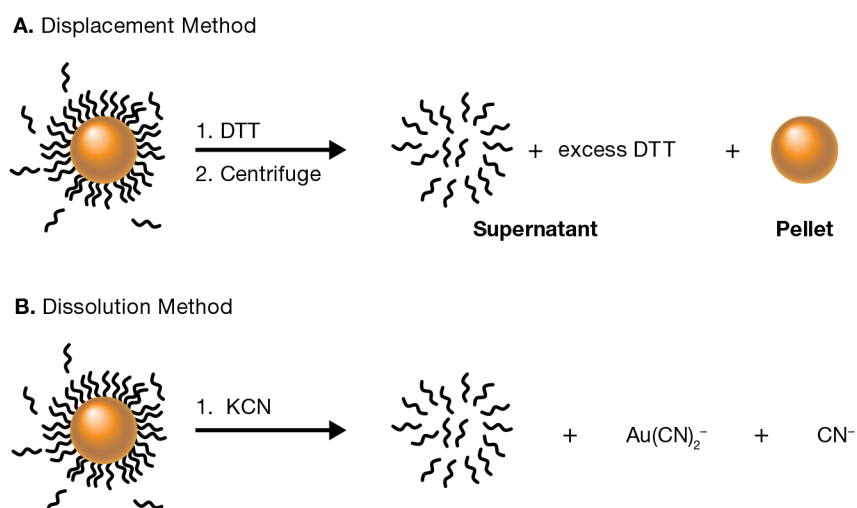 A. Displacement Method
1. DTT
2. Centrifuge
+ excess DTT +
Supernatant
Pellet
B. Dissolution Method
1. KCN
+ Au(CN)₂⁻ + CN⁻